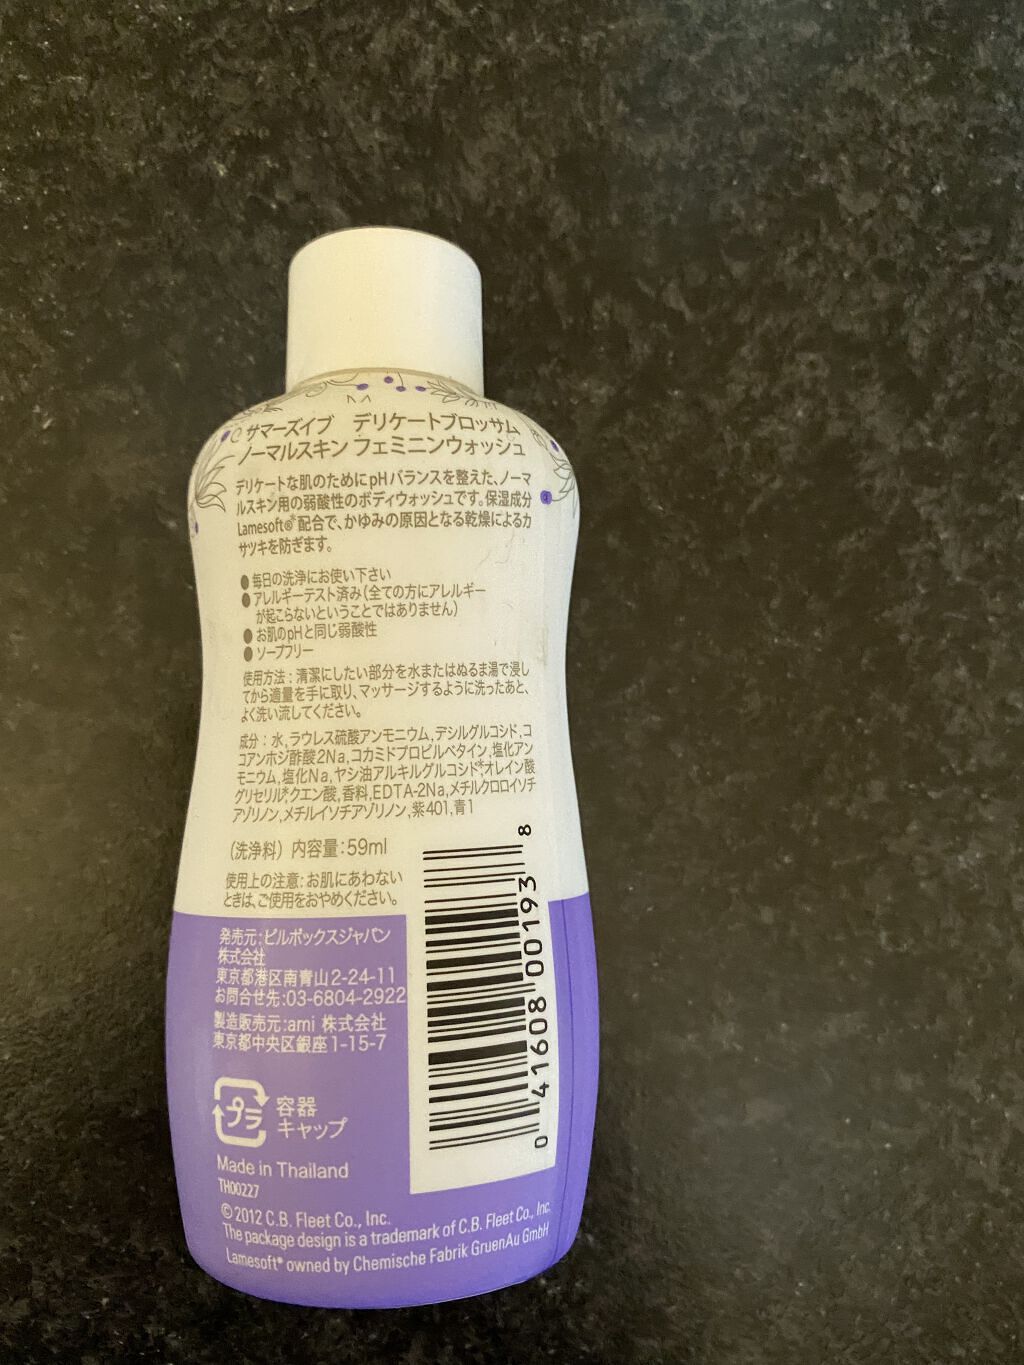 サマーズイブ デリケートブロッサム
ノーマルスキン フェミニンウォッシュ
デリケートな肌のためにpHバランスを整えた、ノーマ
ルスキン用の弱酸性のボディウォッシュです。保湿成分
Lamesoft®*配合で、かゆみの原因となる乾燥によるカ
サツキを防ぎます。
●毎日の洗浄にお使い下さい
●アレルギーテスト済み(全ての方にアレルギー
が起こらないということではありません)
●お肌のpHと同じ弱酸性
●ソープフリー
使用方法：清潔にしたい部分を水またはぬるま湯で浸し
てから適量を手に取り、マッサージするように洗ったあと、
よく洗い流してください。
成分：水,ラウレス硫酸アンモニウム,デシルグルコシド,コ
コアンホジ酢酸2Na,コカミドプロピルベタイン,塩化アン
モニウム,塩化Na,ヤシ油アルキルグルコシド*オレイン酸
グリセリル*クエン酸,香料,EDTA-2Na,メチルクロロイソチ
アゾリノン,メチルイソチアゾリノン,紫401,青1
(洗浄料) 内容量：59ml
使用上の注意：お肌にあわない
ときは、ご使用をおやめください。
発売元：ピルボックスジャパン
株式会社
東京都港区南青山2-24-11
お問合せ先：03-6804-2922
製造販売元：ami 株式会社
東京都中央区銀座1-15-7
プラ 容器
キャップ
Made in Thailand
TH00227
©2012 C.B. Fleet Co., Inc.
The package design is a trademark of C.B. Fleet Co., Inc.
Lamesoft® owned by Chemische Fabrik GruenAu GmbH
0 41608 00193 8